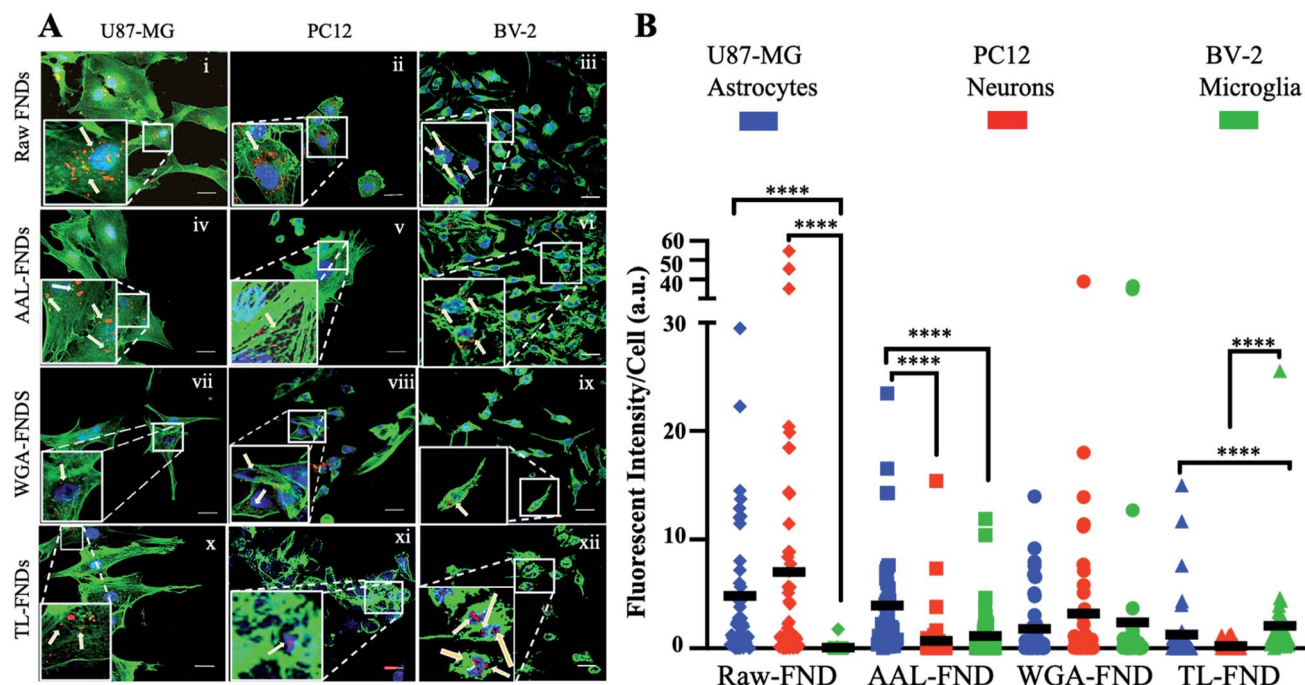 A
U87-MG
PC12
BV-2
Raw FNDs
i
ii
iii
AAL-FNDs
iv
v
vi
WGA-FNDS
vii
viii
ix
TL-FNDs
x
xi
xii
B
U87-MG
Astrocytes
PC12
Neurons
BV-2
Microglia
Fluorescent Intensity/Cell (a.u.)
60
50
40
30
20
10
0
****
****
****
****
****
****
Raw-FND
AAL-FND
WGA-FND
TL-FND